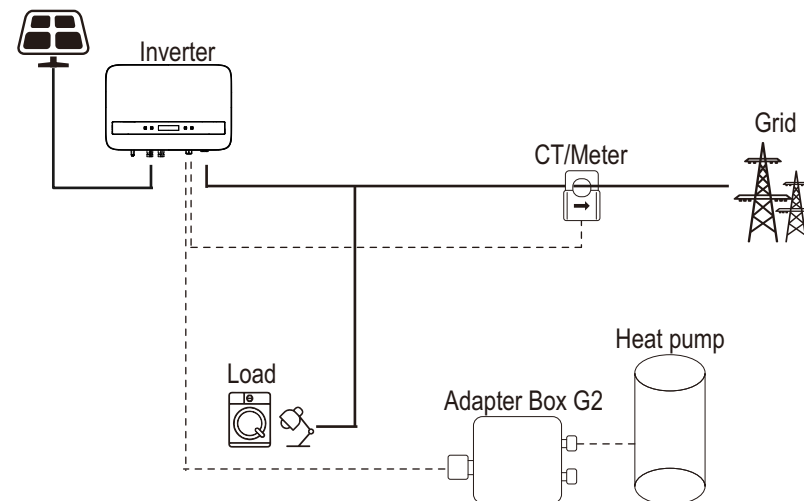 Inverter
Grid
CT/Meter
Heat pump
Load
Adapter Box G2